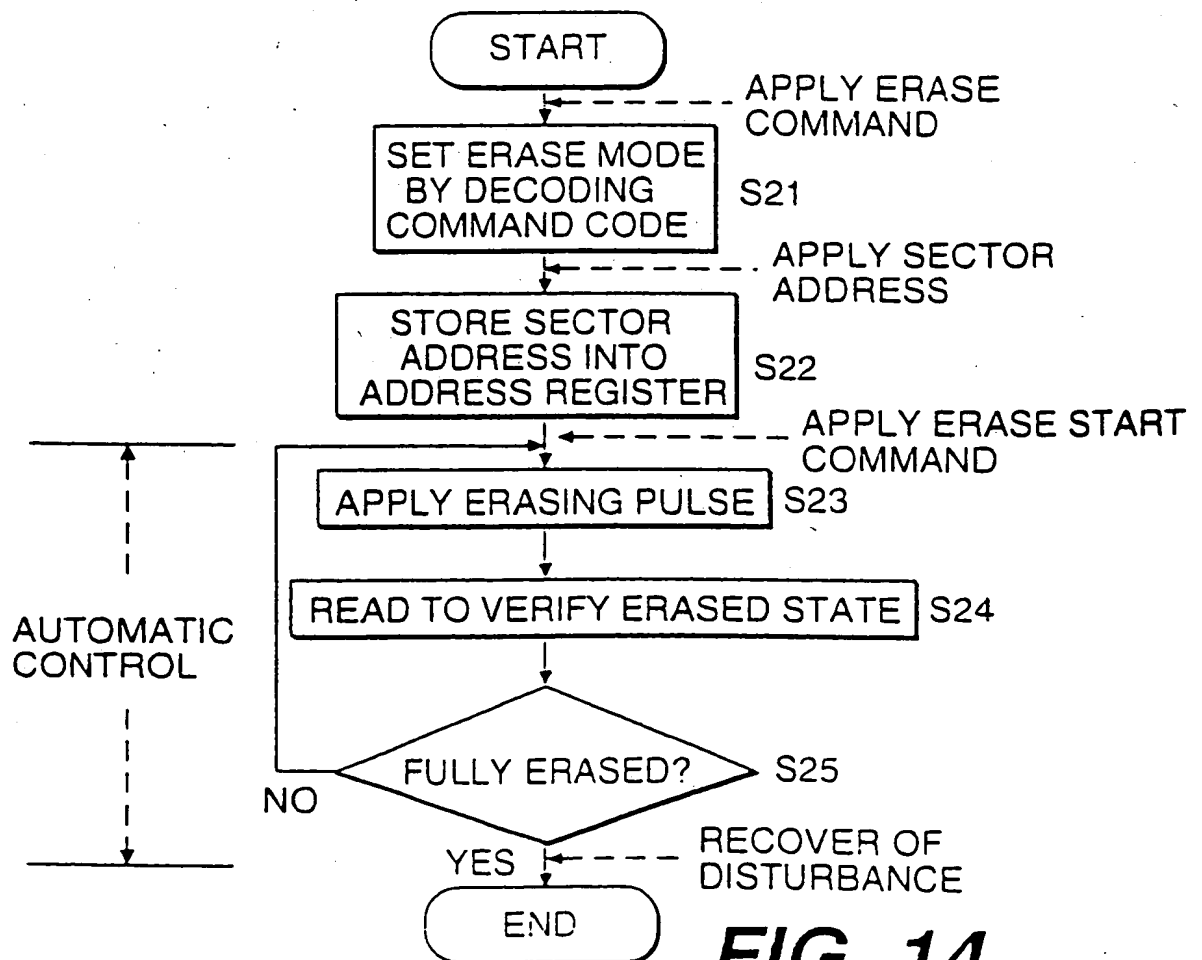 START
APPLY ERASE
COMMAND
SET ERASE MODE
BY DECODING
COMMAND CODE
S21
APPLY SECTOR
ADDRESS
STORE SECTOR
ADDRESS INTO
ADDRESS REGISTER
S22
APPLY ERASE START
COMMAND
APPLY ERASING PULSE
S23
READ TO VERIFY ERASED STATE
S24
AUTOMATIC
CONTROL
FULLY ERASED?
S25
NO
YES
RECOVER OF
DISTURBANCE
END
FIG. 14